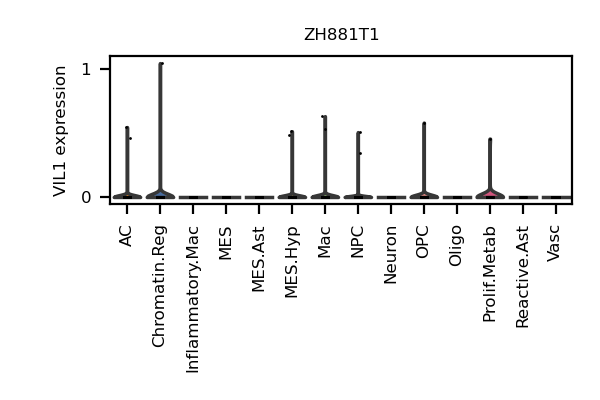 ZH881T1
VIL1 expression
1
0
AC
Chromatin.Reg
Inflammatory.Mac
MES
MES.Ast
MES.Hyp
Mac
NPC
Neuron
OPC
Oligo
Prolif.Metab
Reactive.Ast
Vasc